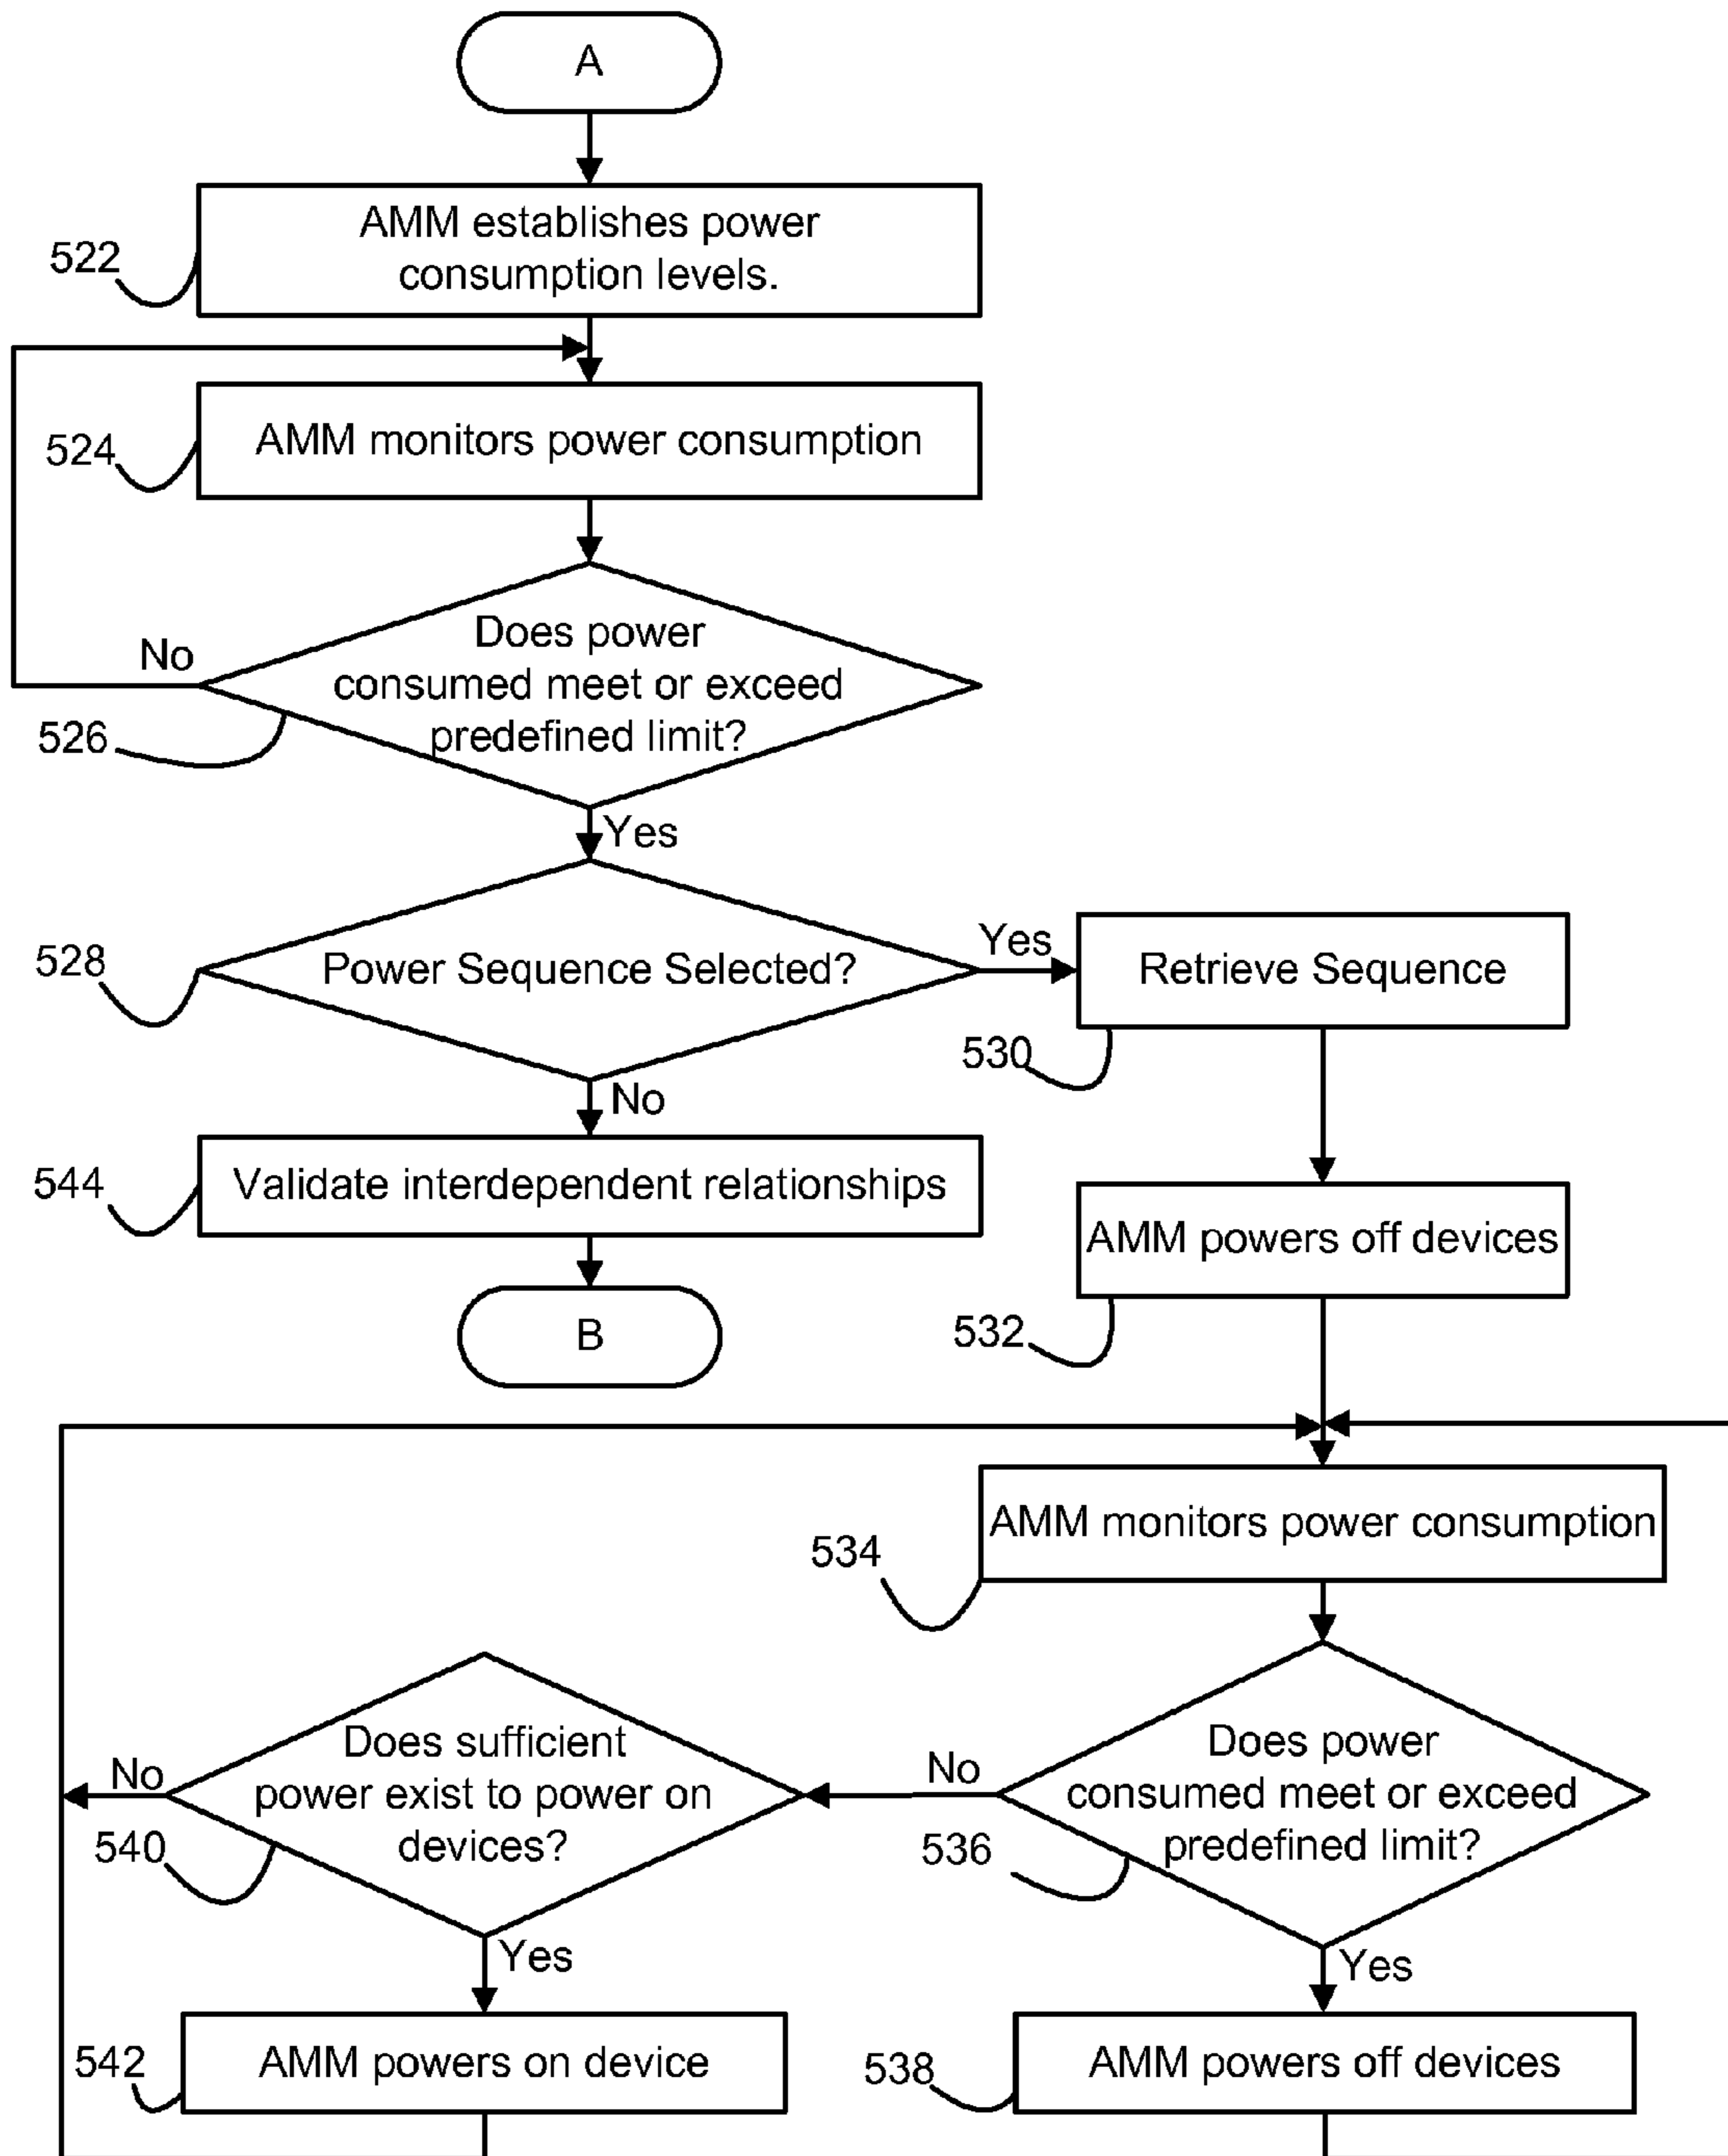 A
AMM establishes power
consumption levels.
522
AMM monitors power consumption
524
Does power
consumed meet or exceed
predefined limit?
No
526
Yes
Power Sequence Selected?
528
Yes
Retrieve Sequence
530
No
Validate interdependent relationships
544
AMM powers off devices
532
B
AMM monitors power consumption
534
Does power
consumed meet or exceed
predefined limit?
536
No
Does sufficient
power exist to power on
devices?
No
540
Yes
Yes
AMM powers on device
542
AMM powers off devices
538